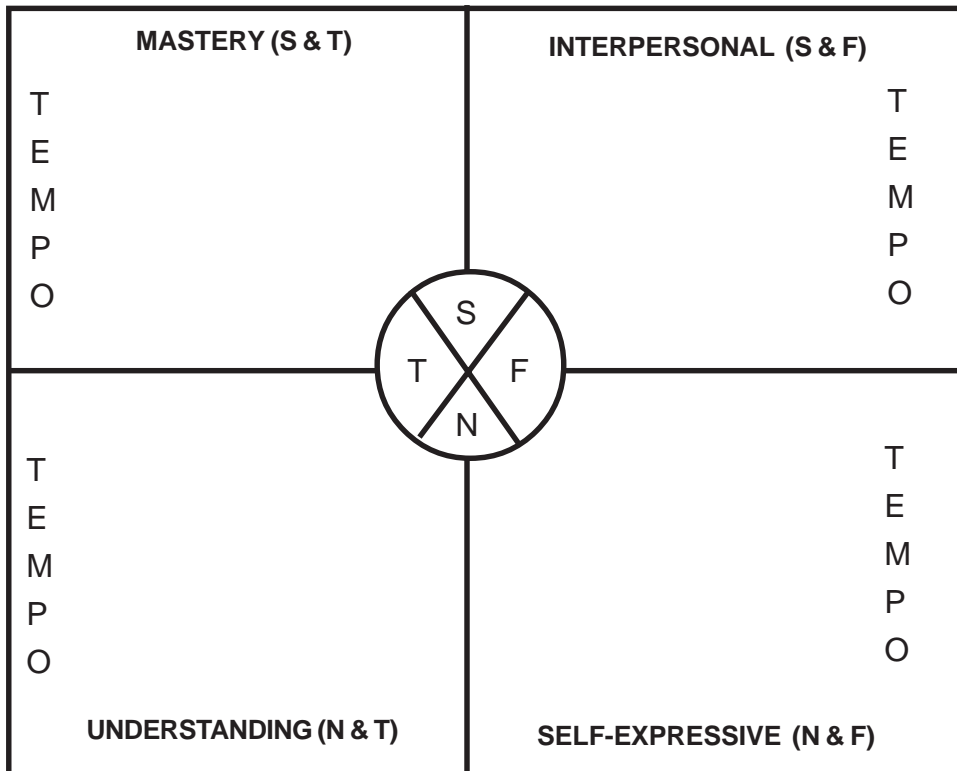 MASTERY (S & T)
T
E
M
P
O
INTERPERSONAL (S & F)
T
E
M
P
O
S
T F
N
T
E
M
P
O
UNDERSTANDING (N & T)
T
E
M
P
O
SELF-EXPRESSIVE (N & F)